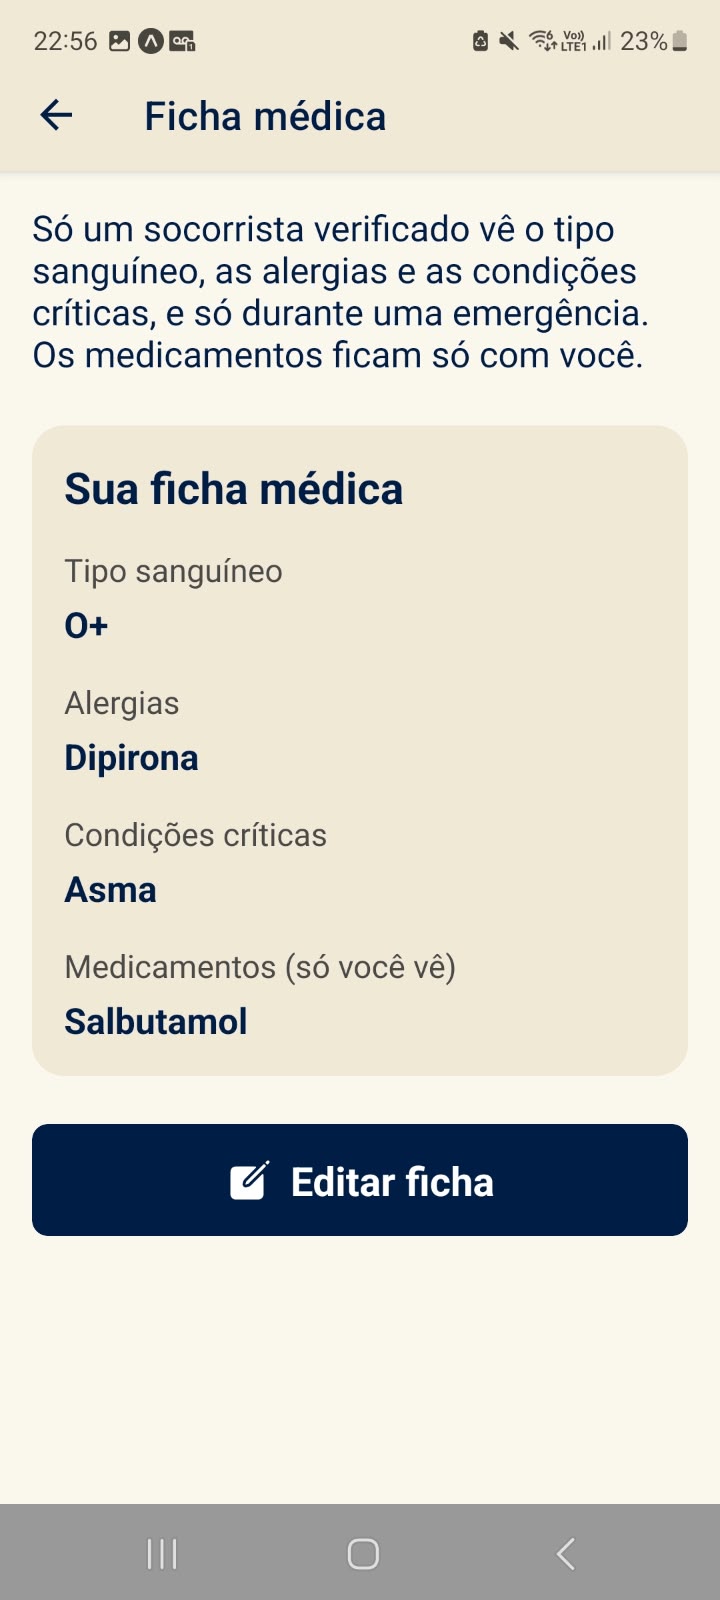 22:56
Vo))
LTE1
23%
Ficha médica
Só um socorrista verificado vê o tipo
sanguíneo, as alergias e as condições
críticas, e só durante uma emergência.
Os medicamentos ficam só com você.
Sua ficha médica
Tipo sanguíneo
O+
Alergias
Dipirona
Condições críticas
Asma
Medicamentos (só você vê)
Salbutamol
Editar ficha